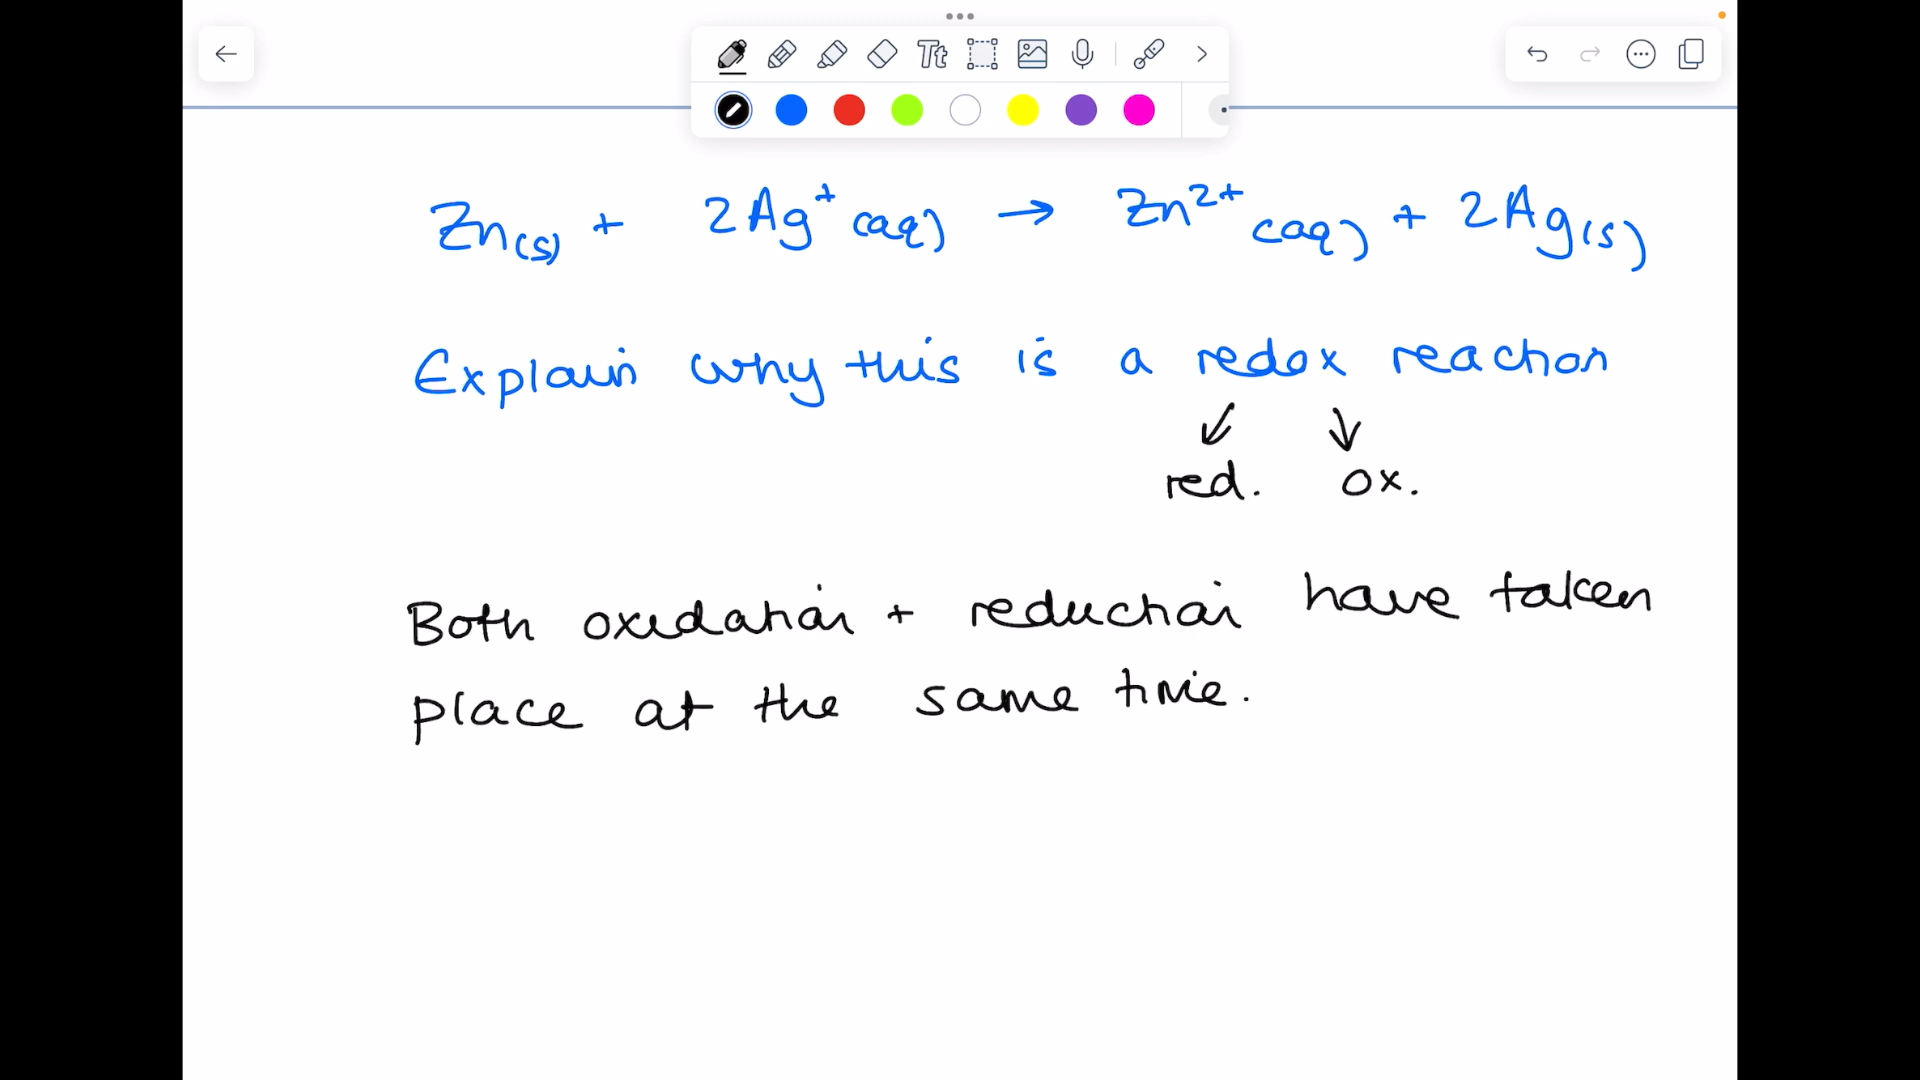 Tt
Zn(s) + 2Ag⁺(aq) → Zn²⁺(aq) + 2Ag(s)
Explain why this is a redox reaction
red. ox.
Both oxidation + reduction have taken
place at the same time.